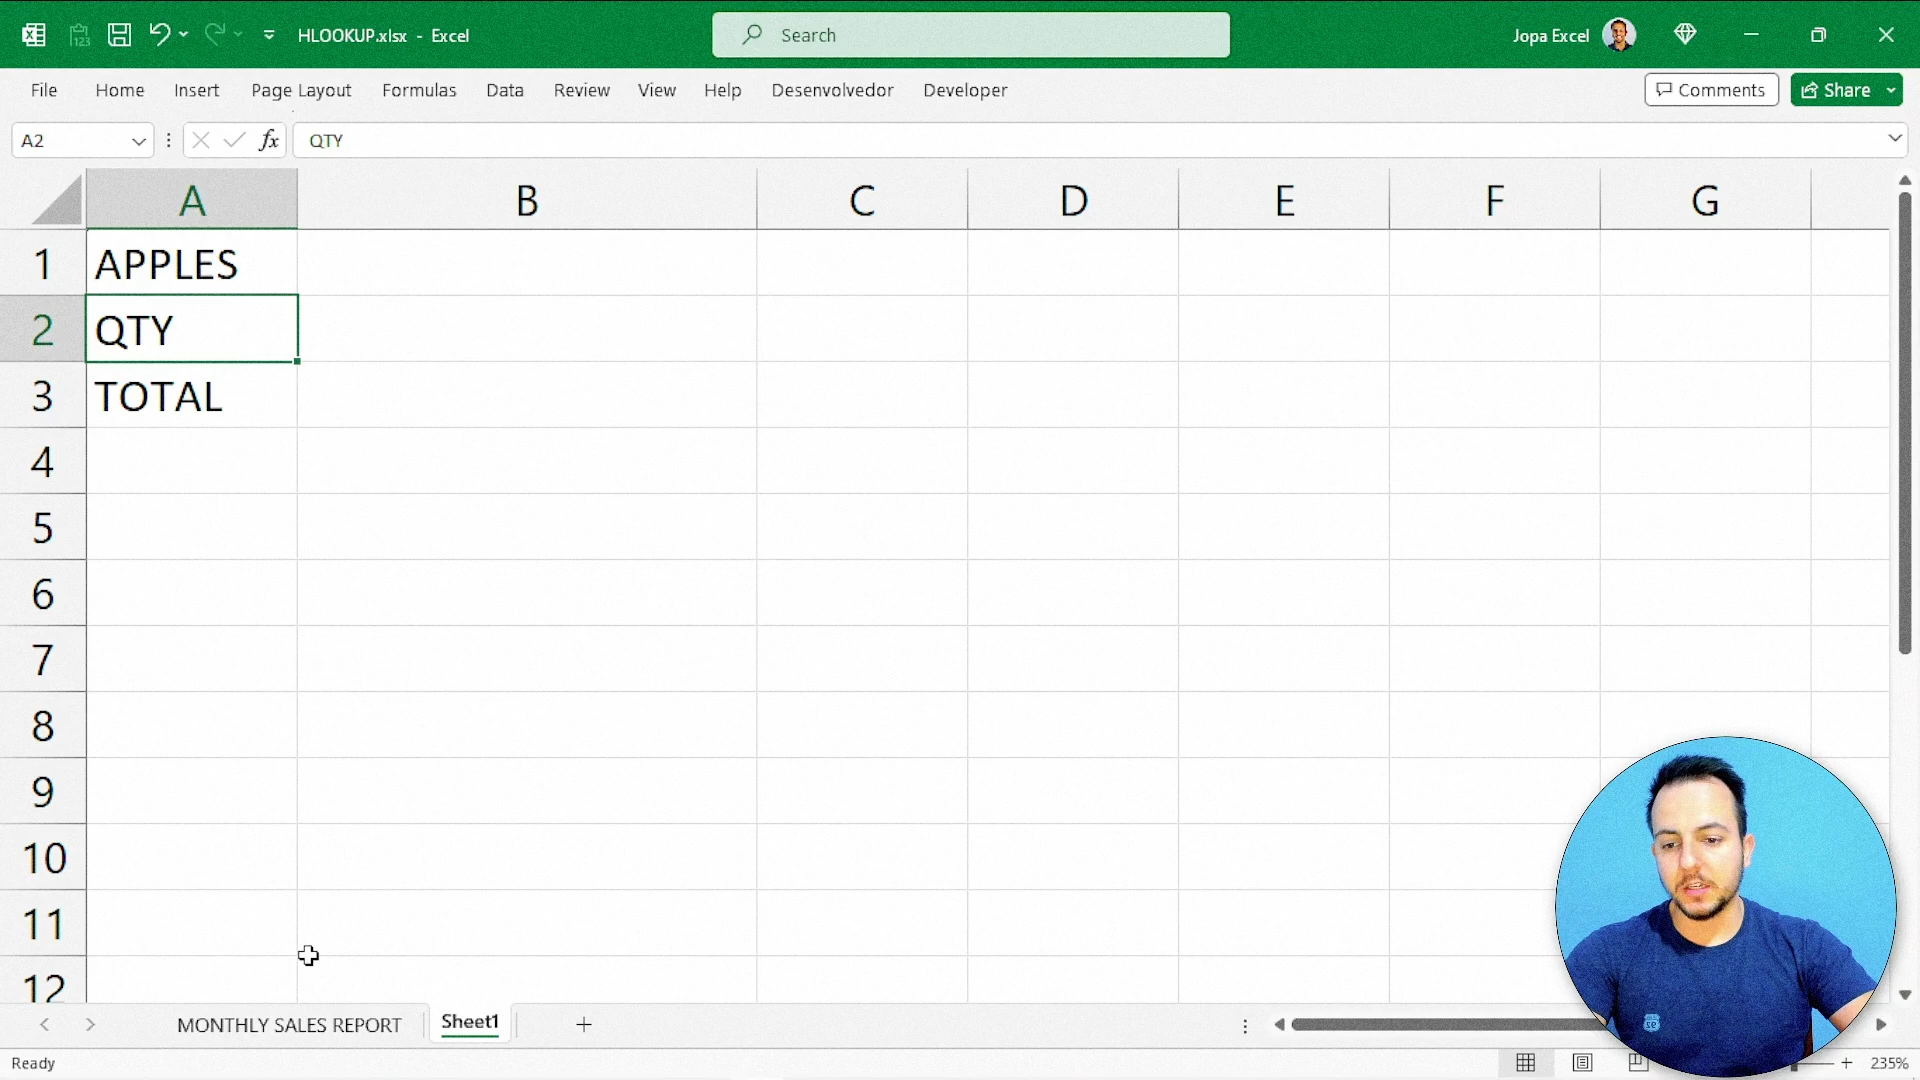 HLOOKUP.xlsx - Excel
Search
Jopa Excel
File Home Insert Page Layout Formulas Data Review View Help Desenvolvedor Developer
Comments Share
A2 fx QTY
A B C D E F G
1 APPLES
2 QTY
3 TOTAL
4
5
6
7
8
9
10
11
12
MONTHLY SALES REPORT Sheet1
Ready 235%